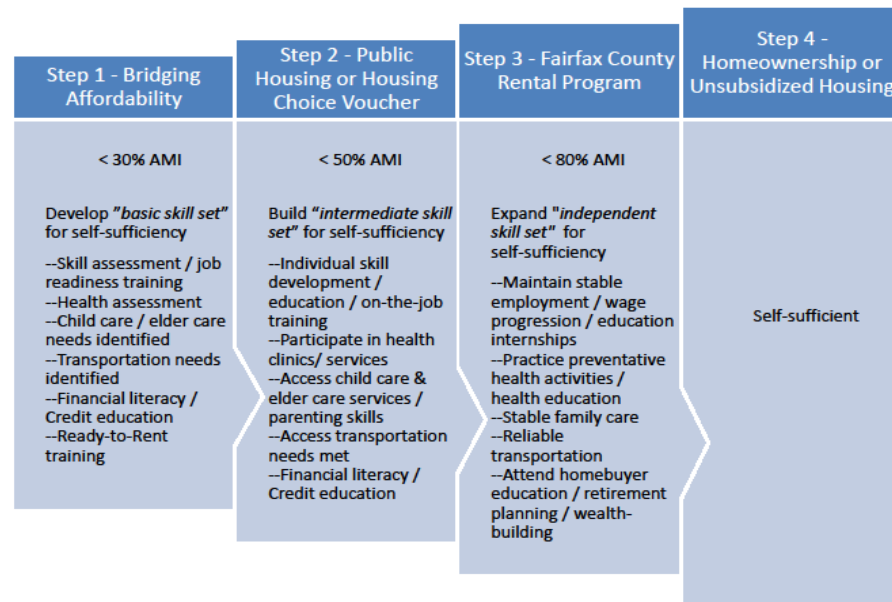 Step 1 - Bridging
Affordability
< 30% AMI
Develop "basic skill set"
for self-sufficiency
--Skill assessment / job
readiness training
--Health assessment
--Child care / elder care
needs identified
--Transportation needs
identified
--Financial literacy /
Credit education
--Ready-to-Rent
training
Step 2 - Public
Housing or Housing
Choice Voucher
< 50% AMI
Build "intermediate skill
set" for self-sufficiency
--Individual skill
development /
education / on-the-job
training
--Participate in health
clinics/ services
--Access child care &
elder care services /
parenting skills
--Access transportation
needs met
--Financial literacy /
Credit education
Step 3 - Fairfax County
Rental Program
< 80% AMI
Expand "independent
skill set" for
self-sufficiency
--Maintain stable
employment / wage
progression / education
internships
--Practice preventative
health activities /
health education
--Stable family care
--Reliable
transportation
--Attend homebuyer
education / retirement
planning / wealth-
building
Step 4 -
Homeownership or
Unsubsidized Housing
Self-sufficient